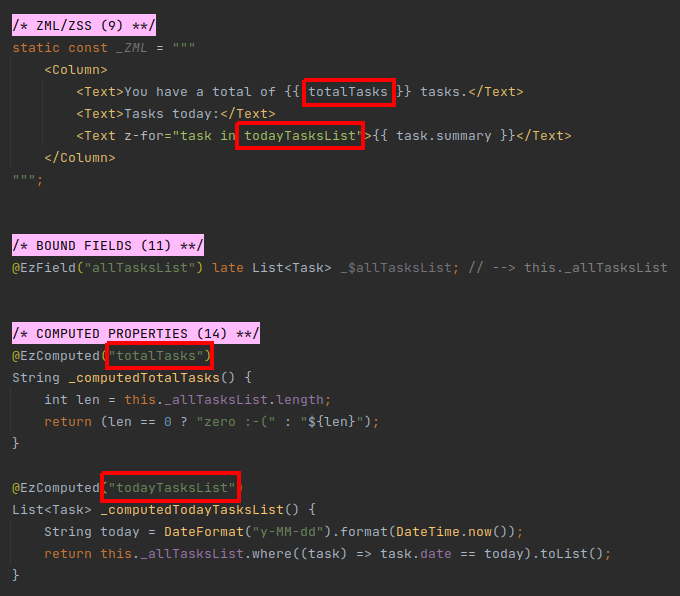 /* ZML/ZSS (9) **/
static const _ZML = """
    <Column>
        <Text>You have a total of {{ totalTasks }} tasks.</Text>
        <Text>Tasks today:</Text>
        <Text z-for="task in todayTasksList">{{ task.summary }}</Text>
    </Column>
""";
/* BOUND FIELDS (11) **/
@EzField("allTasksList") late List<Task> _$allTasksList; // --> this._allTasksList
/* COMPUTED PROPERTIES (14) **/
@EzComputed("totalTasks")
String _computedTotalTasks() {
    int len = this._allTasksList.length;
    return (len == 0 ? "zero :-(" : "${len}");
}
@EzComputed("todayTasksList")
List<Task> _computedTodayTasksList() {
    String today = DateFormat("y-MM-dd").format(DateTime.now());
    return this._allTasksList.where((task) => task.date == today).toList();
}